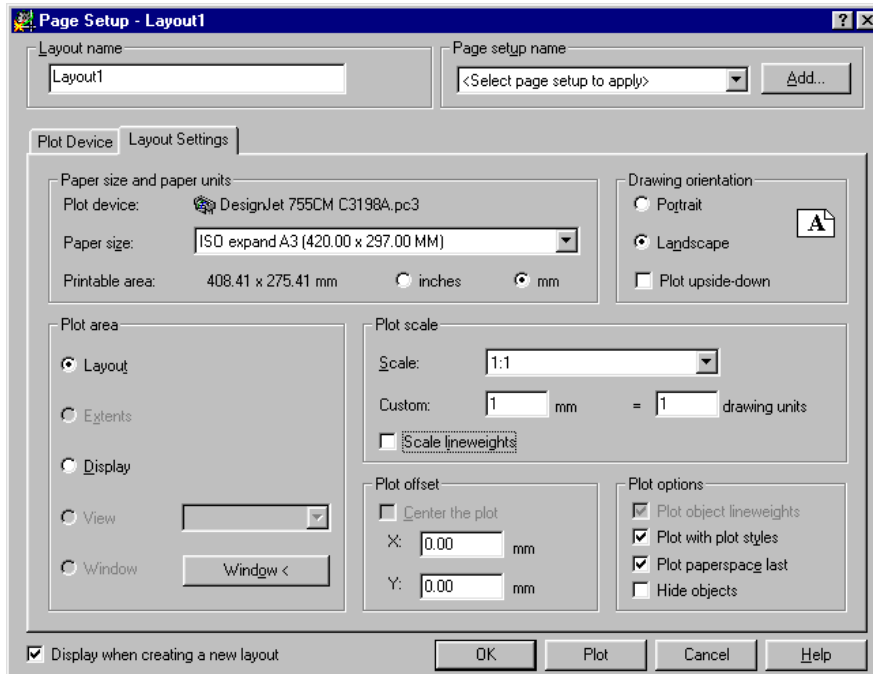 Page Setup - Layout1
Layout name
Layout1
Page setup name
<Select page setup to apply>
Add...
Plot Device
Layout Settings
Paper size and paper units
Plot device: DesignJet 755CM C3198A.pc3
Paper size: ISO expand A3 (420.00 x 297.00 MM)
Printable area: 408.41 x 275.41 mm inches mm
Drawing orientation
Portrait
Landscape
A
Plot upside-down
Plot area
Layout
Extents
Display
View
Window Window <
Plot scale
Scale: 1:1
Custom: 1 mm = 1 drawing units
Scale lineweights
Plot offset
Center the plot
X: 0.00 mm
Y: 0.00 mm
Plot options
Plot object lineweights
Plot with plot styles
Plot paperspace last
Hide objects
Display when creating a new layout
OK Plot Cancel Help